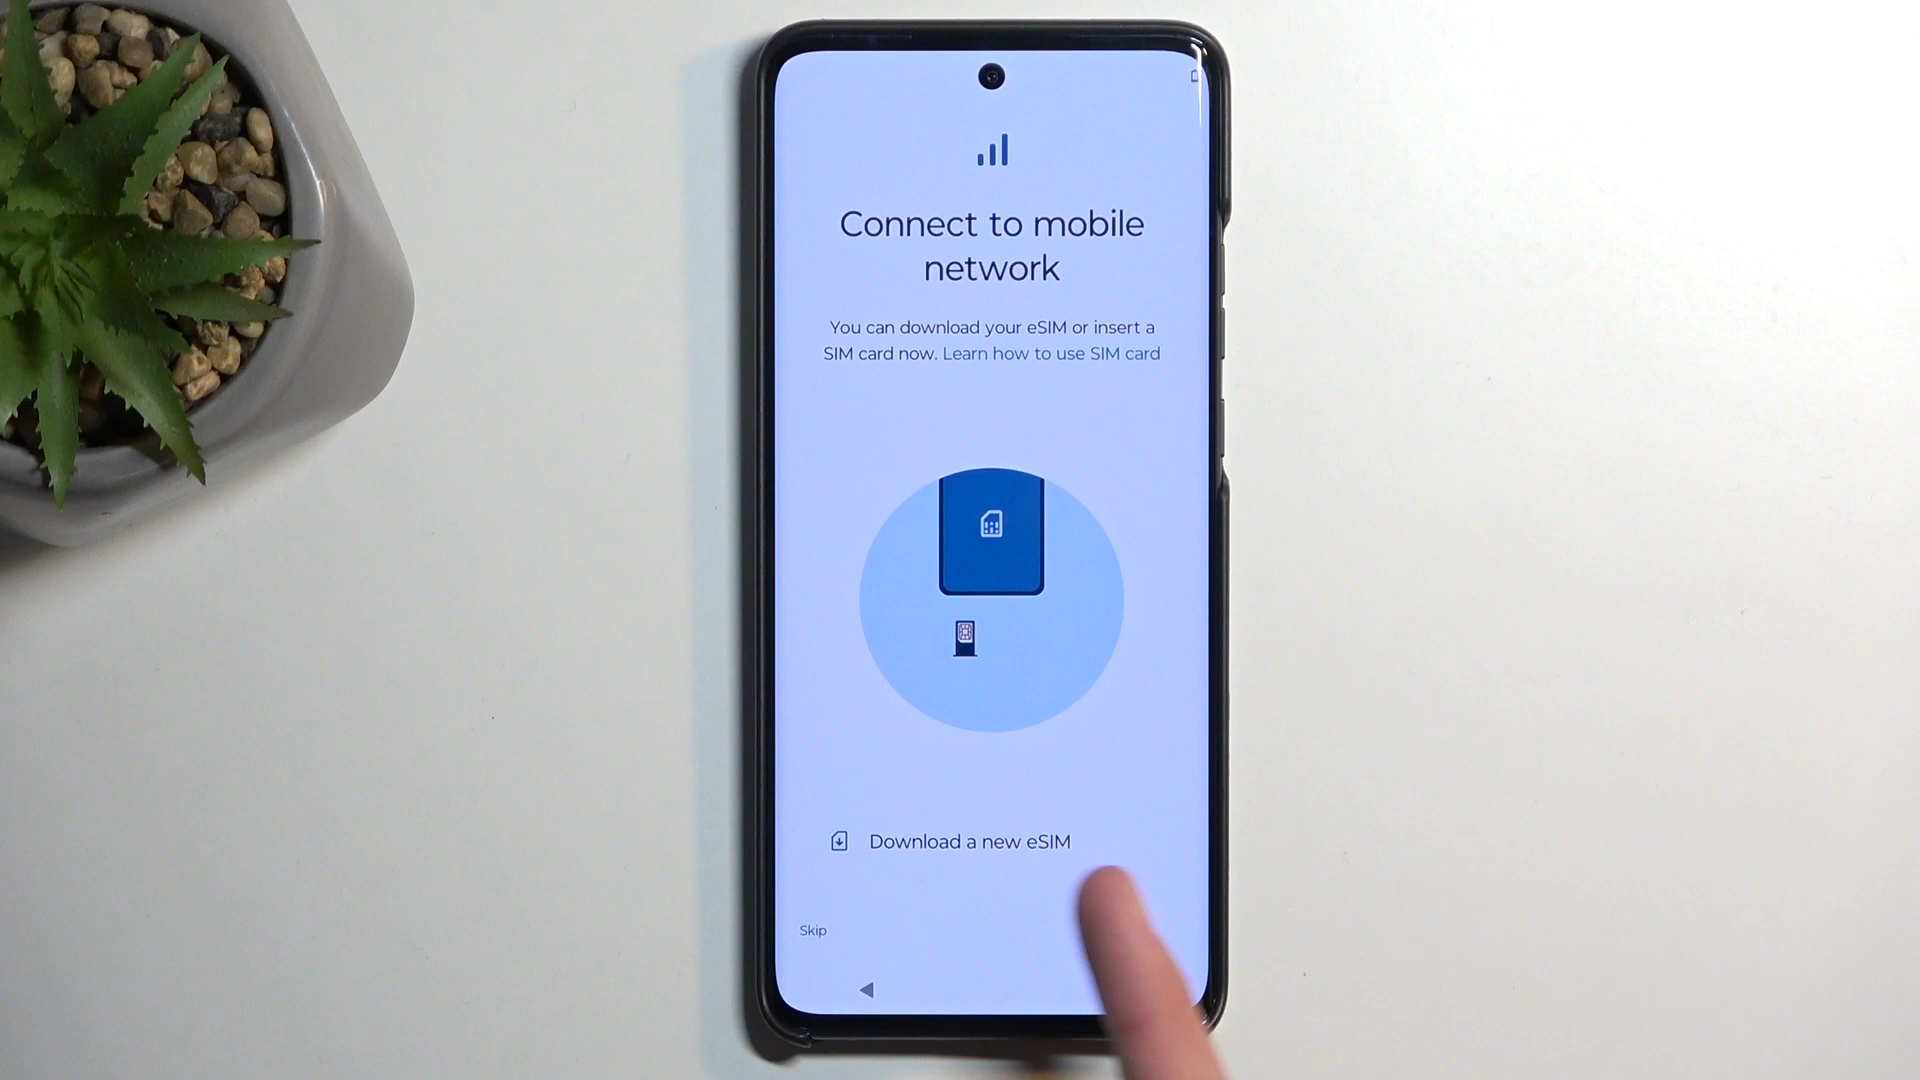 Connect to mobile
network
You can download your eSIM or insert a
SIM card now. Learn how to use SIM card
Download a new eSIM
Skip